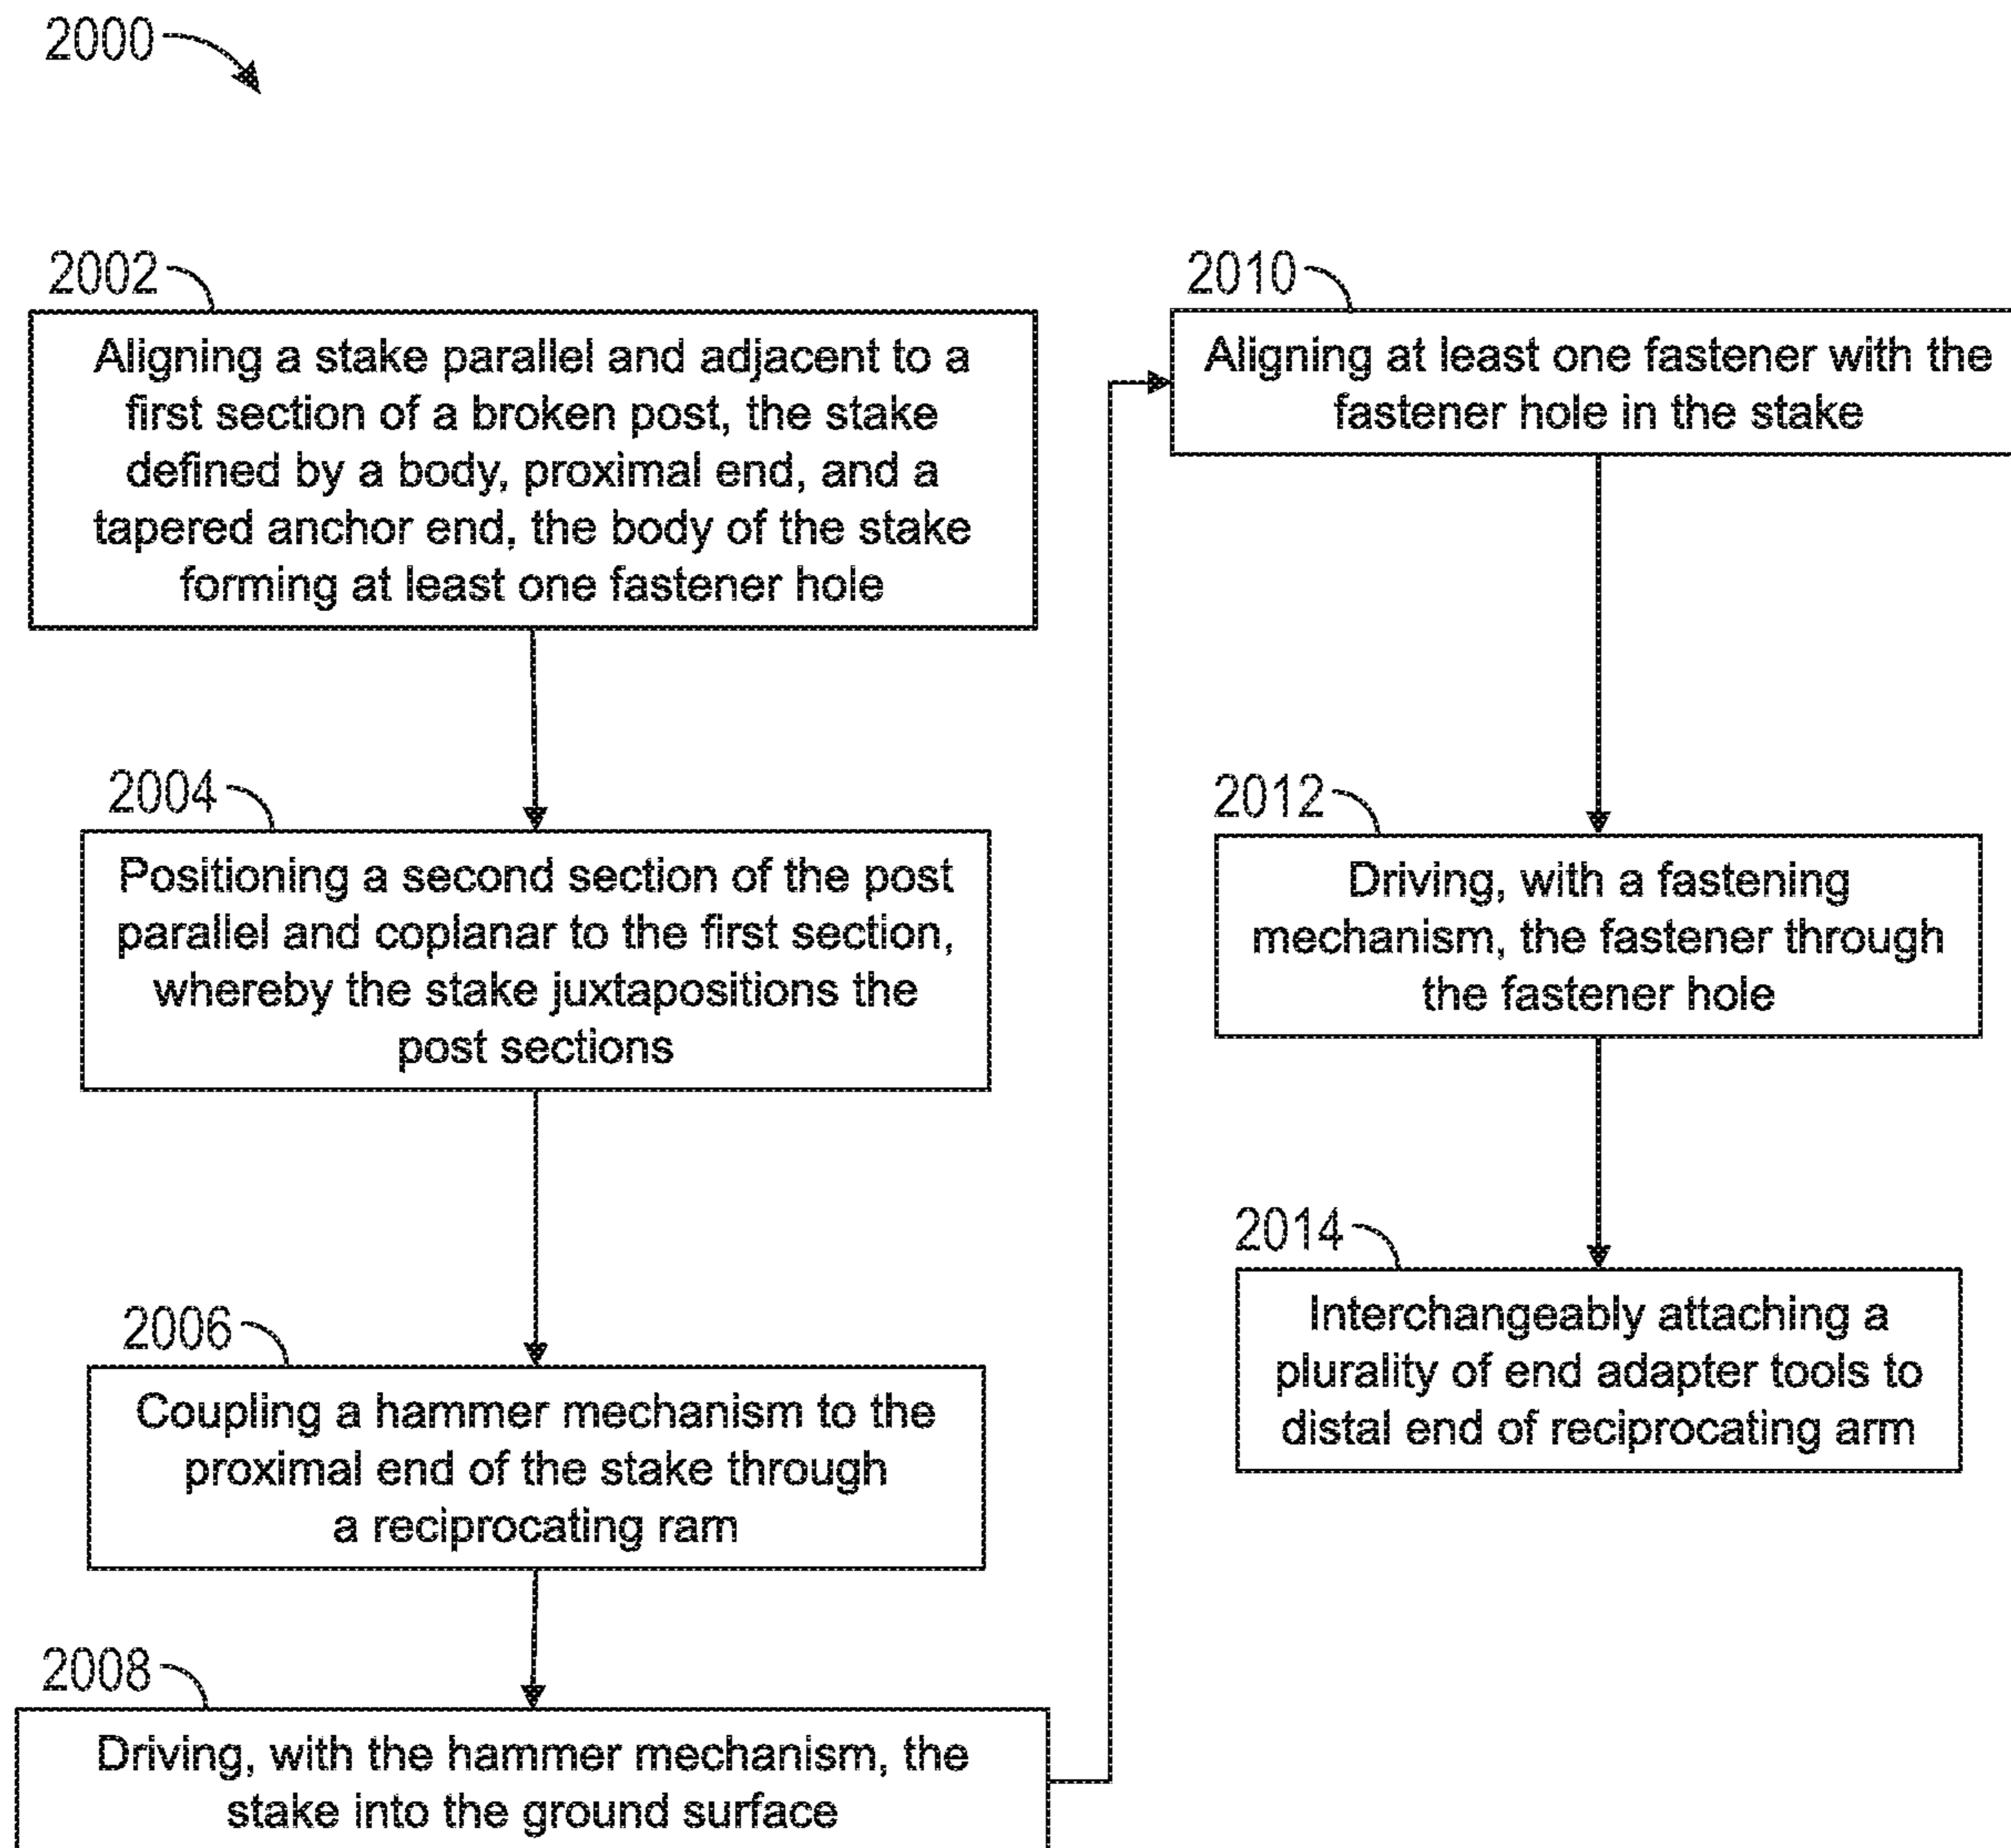 2000
2002
Aligning a stake parallel and adjacent to a
first section of a broken post, the stake
defined by a body, proximal end, and a
tapered anchor end, the body of the stake
forming at least one fastener hole
2004
Positioning a second section of the post
parallel and coplanar to the first section,
whereby the stake juxtapositions the
post sections
2006
Coupling a hammer mechanism to the
proximal end of the stake through
a reciprocating ram
2008
Driving, with the hammer mechanism, the
stake into the ground surface
2010
Aligning at least one fastener with the
fastener hole in the stake
2012
Driving, with a fastening
mechanism, the fastener through
the fastener hole
2014
Interchangeably attaching a
plurality of end adapter tools to
distal end of reciprocating arm